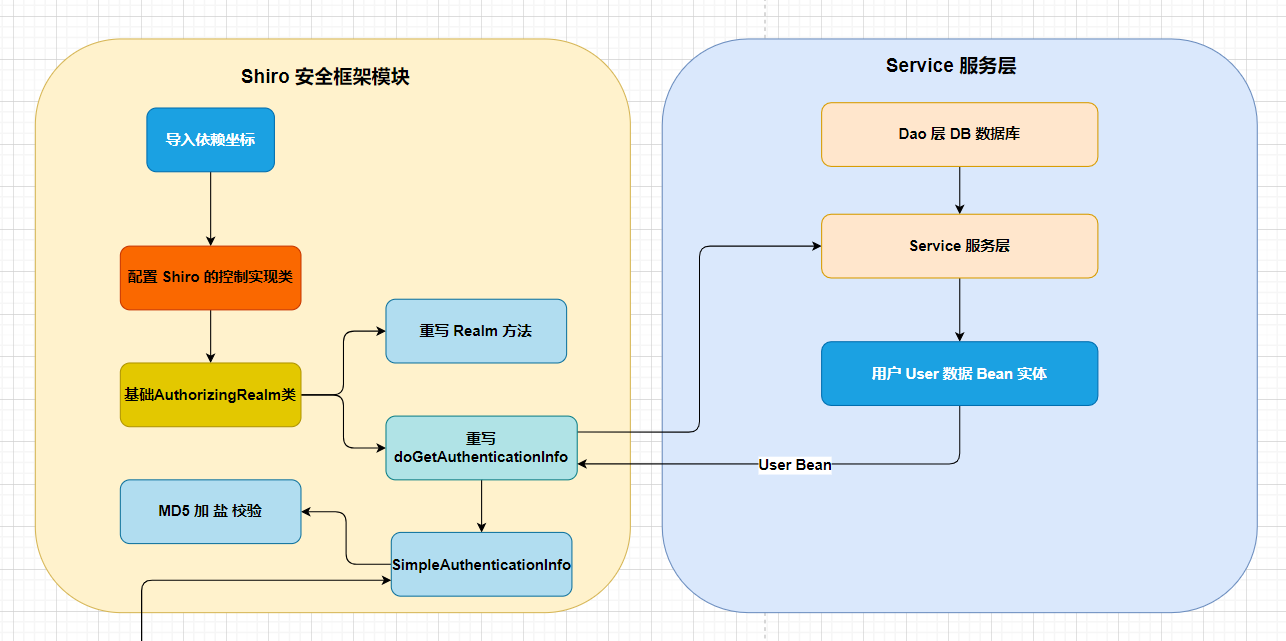 Shiro 安全框架模块
导入依赖坐标
配置 Shiro 的控制实现类
基础AuthorizingRealm类
重写 Realm 方法
重写
doGetAuthenticationInfo
MD5 加 盐 校验
SimpleAuthenticationInfo
Service 服务层
Dao 层 DB 数据库
Service 服务层
用户 User 数据 Bean 实体
User Bean